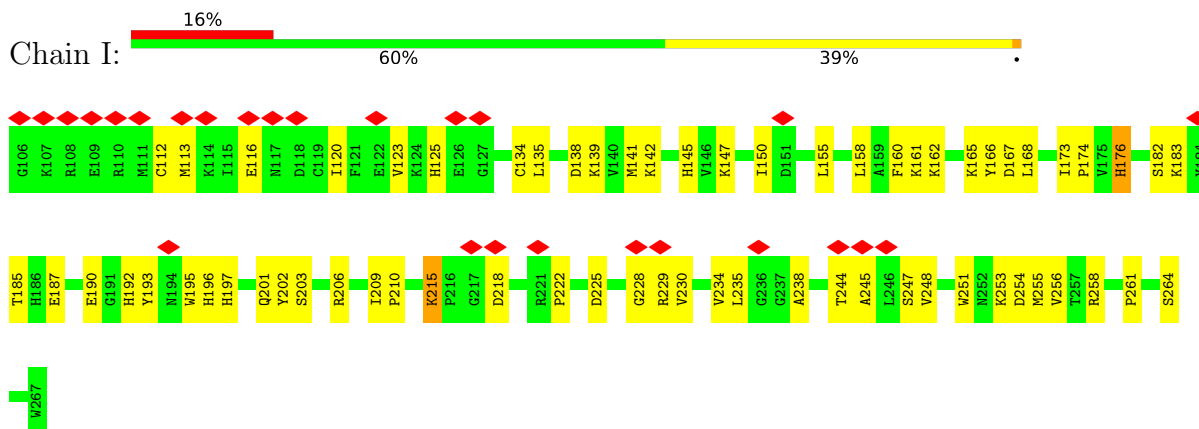 16%
Chain I:
60% 39% •
G106 K107 R108 E109 R110 M111 C112 M113 K114 I115 E116 N117 D118 C119 I120 F121 E122 V123 K124 H125 E126 G127 C134 L135 D138 K139 V140 M141 K142 H145 V146 K147 I150 D151 L155 L158 A159 F160 K161 K162 K165 Y166 D167 L168 I173 P174 V175 H176 S182 K183
T185 H186 E187 E190 G191 H192 Y193 N194 W195 H196 H197 Q201 Y202 S203 R206 I209 P210 K215 P216 G217 D218 R221 P222 D225 G228 R229 V230 V234 L235 G236 G237 A238 T244 A245 L246 S247 V248 W251 N252 K253 D254 M255 V256 T257 R258 P261 S264
W267